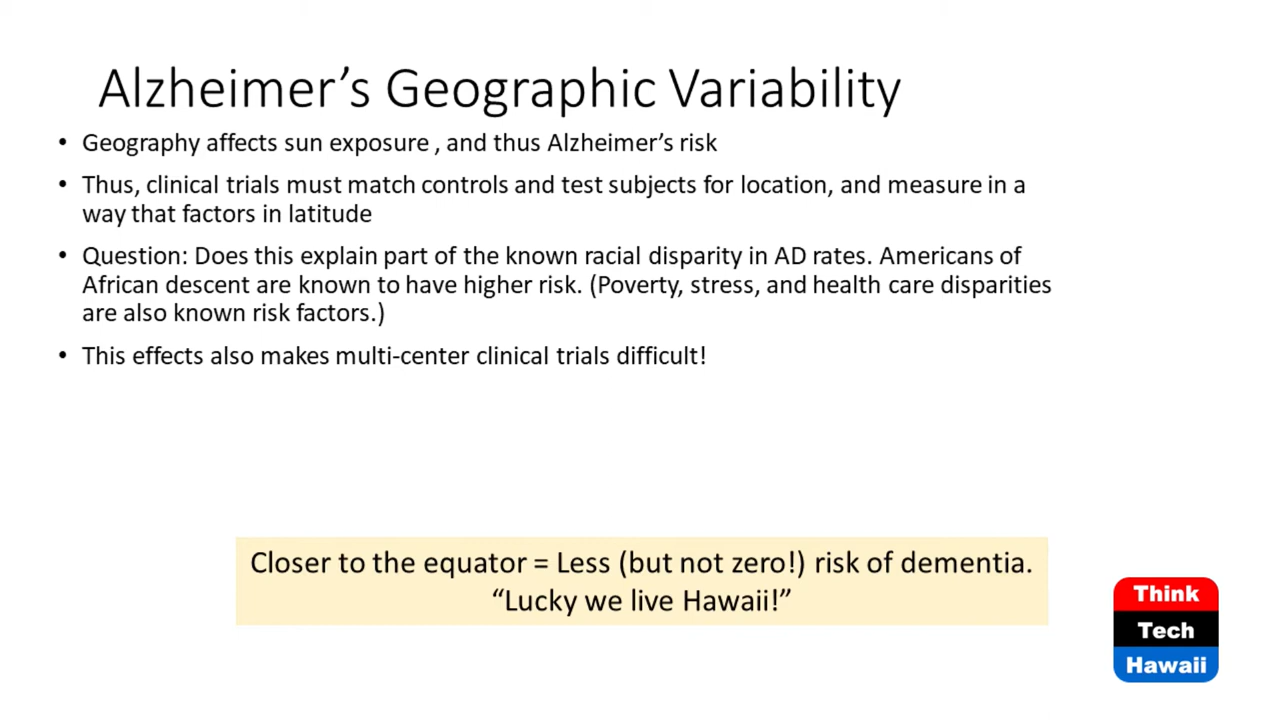 Alzheimer’s Geographic Variability
• Geography affects sun exposure , and thus Alzheimer’s risk
• Thus, clinical trials must match controls and test subjects for location, and measure in a
way that factors in latitude
• Question: Does this explain part of the known racial disparity in AD rates. Americans of
African descent are known to have higher risk. (Poverty, stress, and health care disparities
are also known risk factors.)
• This effects also makes multi-center clinical trials difficult!
Closer to the equator = Less (but not zero!) risk of dementia.
“Lucky we live Hawaii!”
Think
Tech
Hawaii